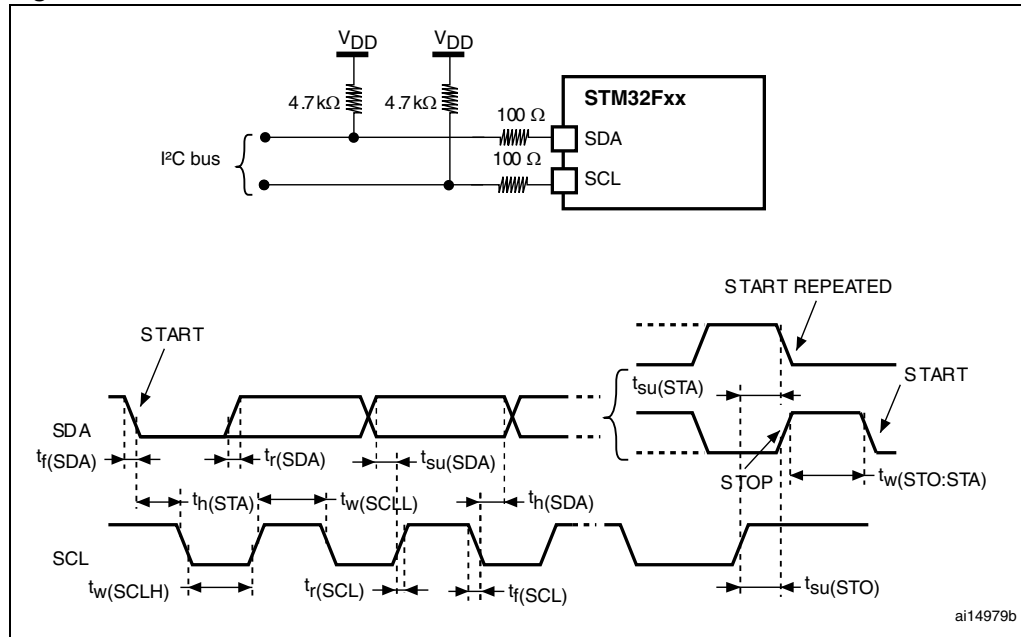 VDD VDD
4.7kΩ 4.7kΩ
STM32Fxx
100 Ω
SDA
I²C bus
100 Ω
SCL
START REPEATED
START
tsu(STA)
START
SDA
tf(SDA) tr(SDA) tsu(SDA)
STOP
tw(STO:STA)
th(STA) tw(SCLL) th(SDA)
SCL
tw(SCLH) tr(SCL) tf(SCL) tsu(STO)
ai14979b